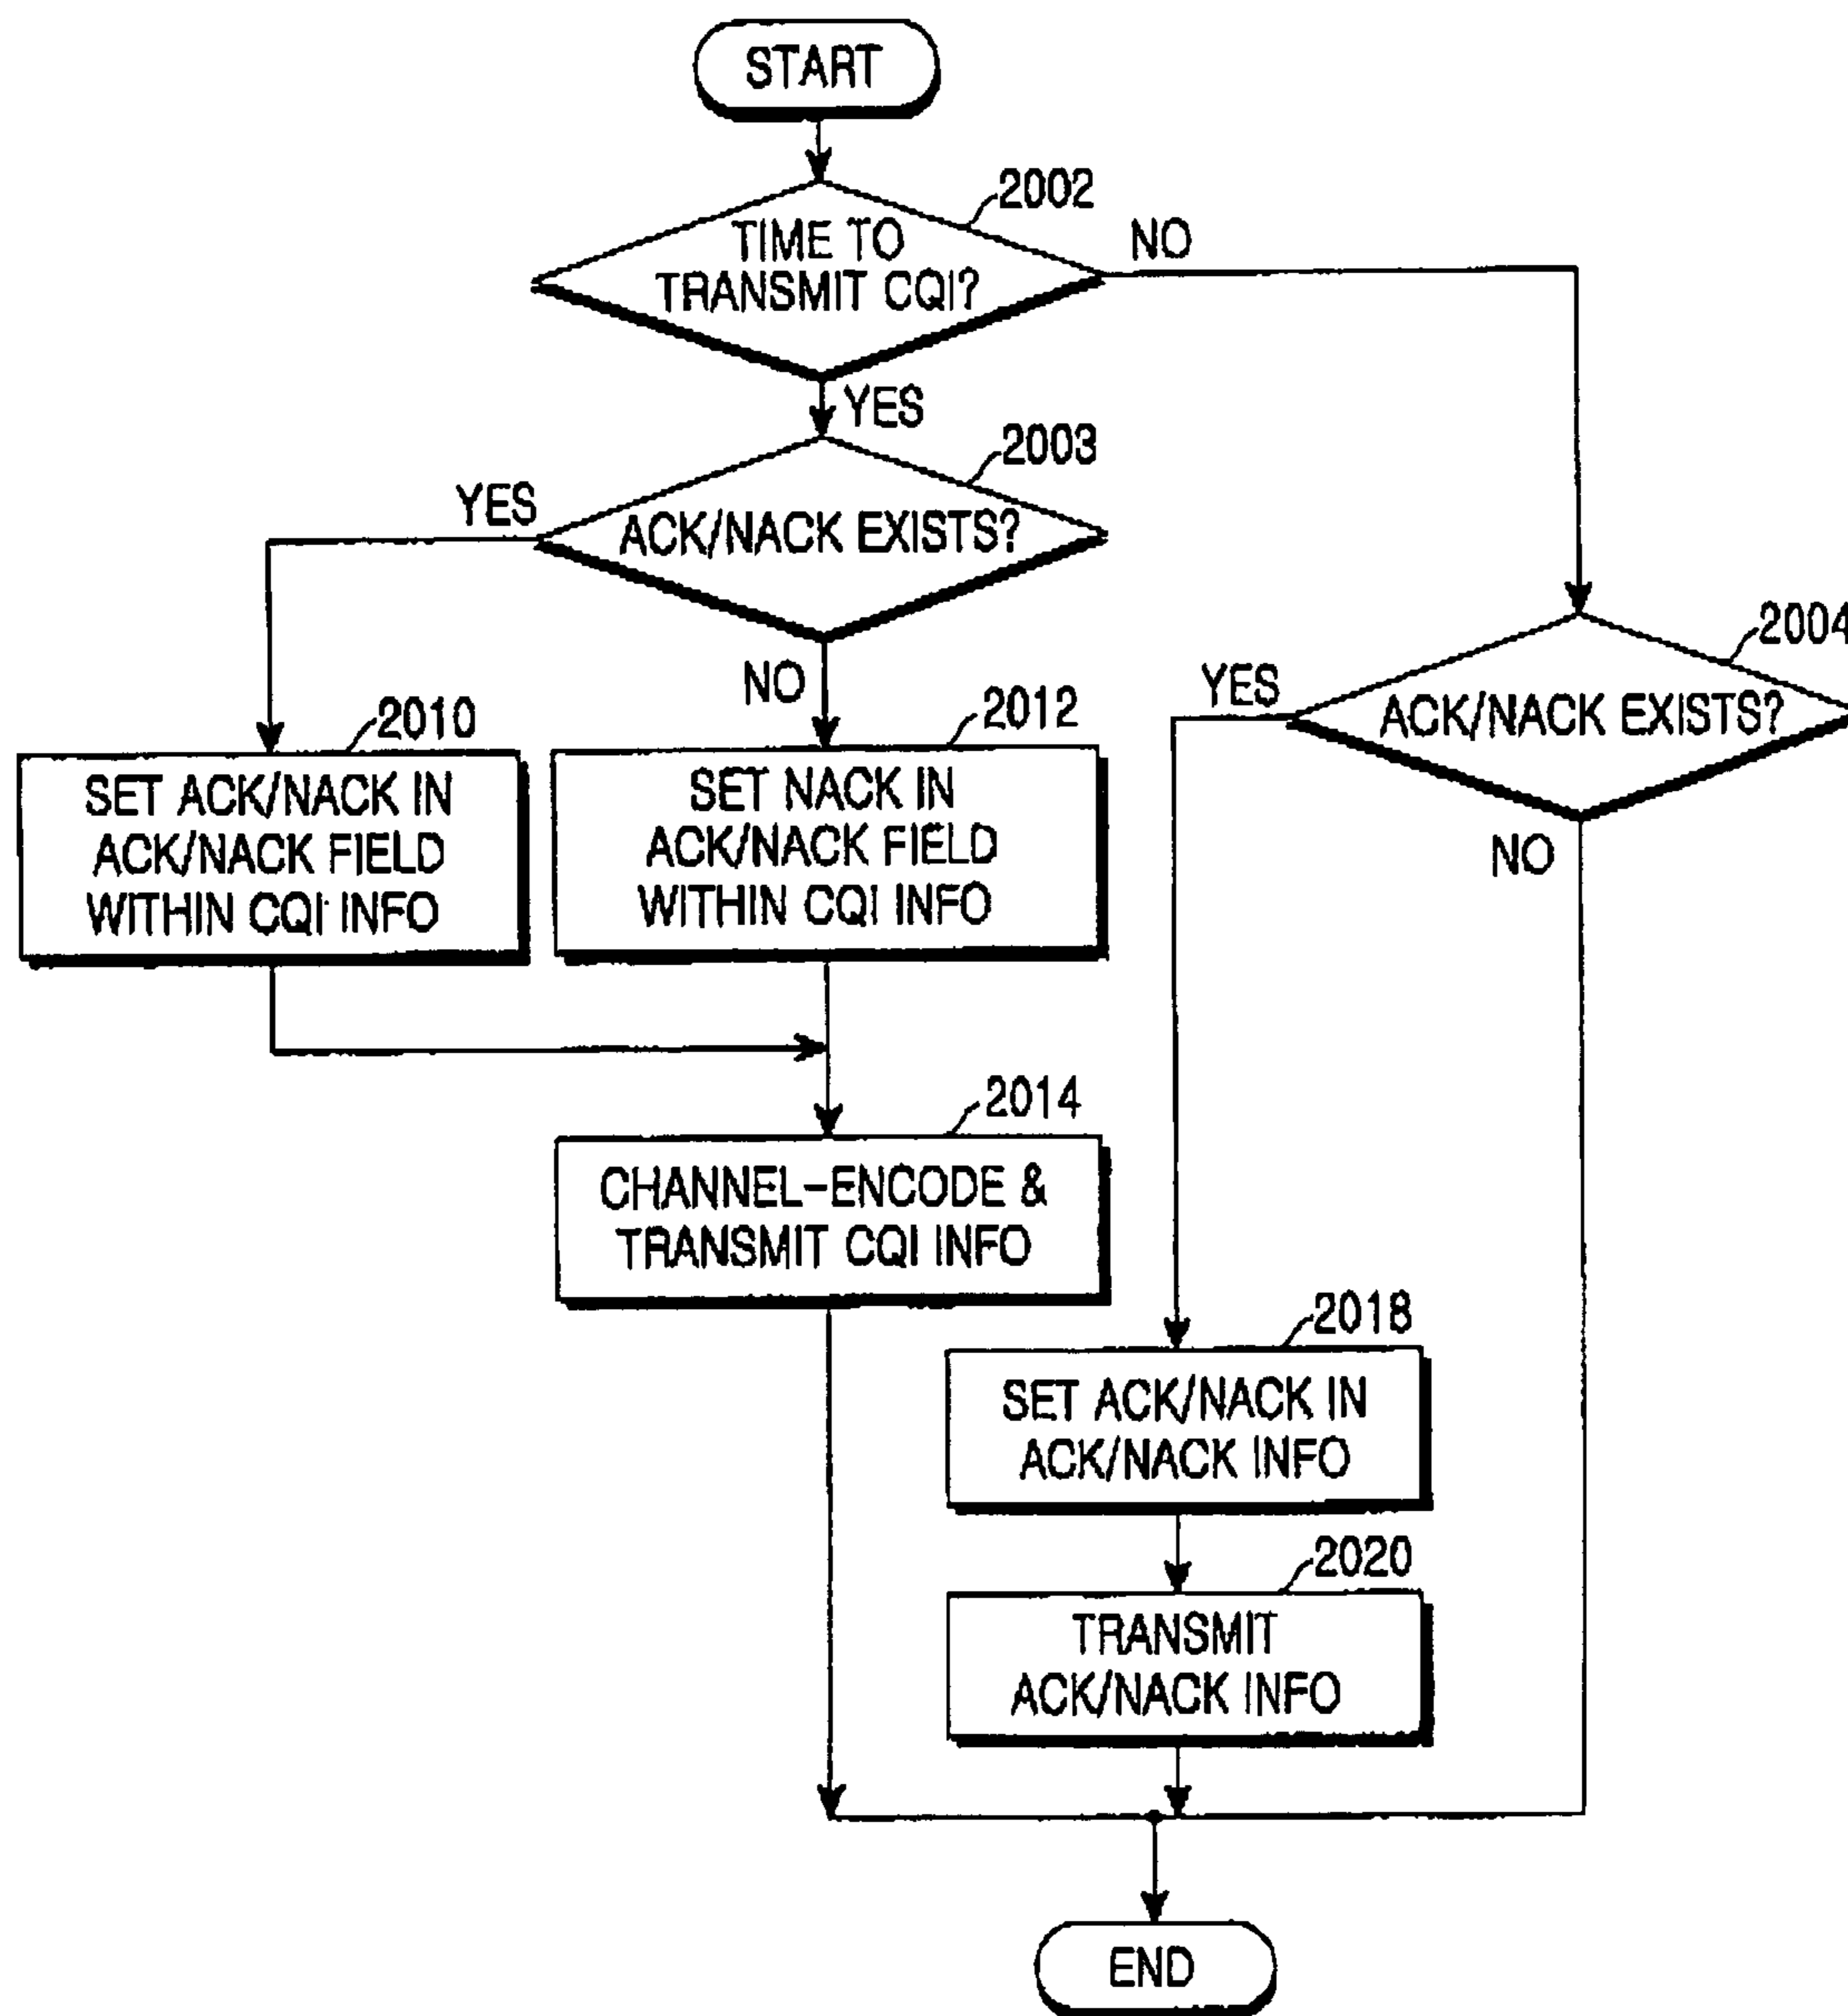 START
2002
TIME TO
TRANSMIT CQI?
NO
YES
2003
YES
ACK/NACK EXISTS?
NO
2004
YES
ACK/NACK EXISTS?
NO
2010
SET ACK/NACK IN
ACK/NACK FIELD
WITHIN CQI INFO
2012
SET NACK IN
ACK/NACK FIELD
WITHIN CQI INFO
2014
CHANNEL-ENCODE &
TRANSMIT CQI INFO
2018
SET ACK/NACK IN
ACK/NACK INFO
2020
TRANSMIT
ACK/NACK INFO
END